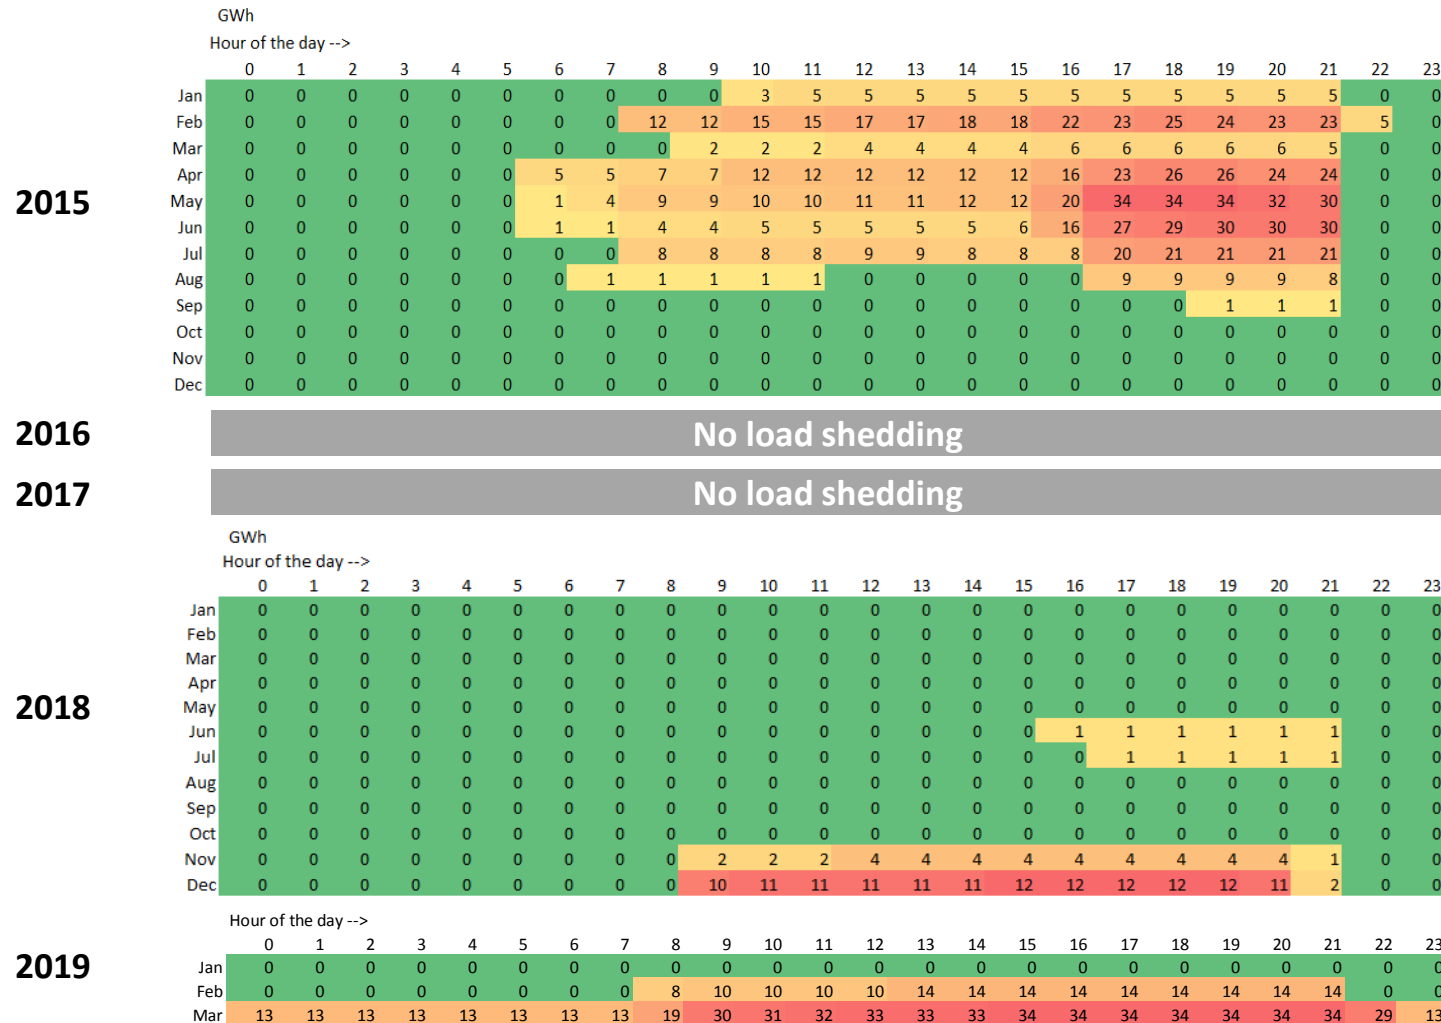 GWh
Hour of the day -->
0 1 2 3 4 5 6 7 8 9 10 11 12 13 14 15 16 17 18 19 20 21 22 23
Jan 0 0 0 0 0 0 0 0 0 0 3 5 5 5 5 5 5 5 5 5 5 5 0 0
Feb 0 0 0 0 0 0 0 0 12 12 15 15 17 17 18 18 22 23 25 24 23 23 5 0
Mar 0 0 0 0 0 0 0 0 0 2 2 2 4 4 4 4 6 6 6 6 6 5 0 0
Apr 0 0 0 0 0 0 5 5 7 7 12 12 12 12 12 12 16 23 26 26 24 24 0 0
2015
May 0 0 0 0 0 0 1 4 9 9 10 10 11 11 12 12 20 34 34 34 32 30 0 0
Jun 0 0 0 0 0 0 1 1 4 4 5 5 5 5 5 6 16 27 29 30 30 30 0 0
Jul 0 0 0 0 0 0 0 0 8 8 8 8 9 9 8 8 8 20 21 21 21 21 0 0
Aug 0 0 0 0 0 0 0 1 1 1 1 1 0 0 0 0 0 9 9 9 9 8 0 0
Sep 0 0 0 0 0 0 0 0 0 0 0 0 0 0 0 0 0 0 0 1 1 1 0 0
Oct 0 0 0 0 0 0 0 0 0 0 0 0 0 0 0 0 0 0 0 0 0 0 0 0
Nov 0 0 0 0 0 0 0 0 0 0 0 0 0 0 0 0 0 0 0 0 0 0 0 0
Dec 0 0 0 0 0 0 0 0 0 0 0 0 0 0 0 0 0 0 0 0 0 0 0 0
2016 No load shedding
2017 No load shedding
GWh
Hour of the day -->
0 1 2 3 4 5 6 7 8 9 10 11 12 13 14 15 16 17 18 19 20 21 22 23
Jan 0 0 0 0 0 0 0 0 0 0 0 0 0 0 0 0 0 0 0 0 0 0 0 0
Feb 0 0 0 0 0 0 0 0 0 0 0 0 0 0 0 0 0 0 0 0 0 0 0 0
Mar 0 0 0 0 0 0 0 0 0 0 0 0 0 0 0 0 0 0 0 0 0 0 0 0
Apr 0 0 0 0 0 0 0 0 0 0 0 0 0 0 0 0 0 0 0 0 0 0 0 0
May 0 0 0 0 0 0 0 0 0 0 0 0 0 0 0 0 0 0 0 0 0 0 0 0
2018
Jun 0 0 0 0 0 0 0 0 0 0 0 0 0 0 0 0 1 1 1 1 1 1 0 0
Jul 0 0 0 0 0 0 0 0 0 0 0 0 0 0 0 0 0 1 1 1 1 1 0 0
Aug 0 0 0 0 0 0 0 0 0 0 0 0 0 0 0 0 0 0 0 0 0 0 0 0
Sep 0 0 0 0 0 0 0 0 0 0 0 0 0 0 0 0 0 0 0 0 0 0 0 0
Oct 0 0 0 0 0 0 0 0 0 0 0 0 0 0 0 0 0 0 0 0 0 0 0 0
Nov 0 0 0 0 0 0 0 0 0 2 2 2 4 4 4 4 4 4 4 4 4 1 0 0
Dec 0 0 0 0 0 0 0 0 0 10 11 11 11 11 11 12 12 12 12 12 11 2 0 0
Hour of the day -->
0 1 2 3 4 5 6 7 8 9 10 11 12 13 14 15 16 17 18 19 20 21 22 23
2019
Jan 0 0 0 0 0 0 0 0 0 0 0 0 0 0 0 0 0 0 0 0 0 0 0 0
Feb 0 0 0 0 0 0 0 0 8 10 10 10 10 14 14 14 14 14 14 14 14 14 0 0
Mar 13 13 13 13 13 13 13 13 19 30 31 32 33 33 33 34 34 34 34 34 34 34 29 13